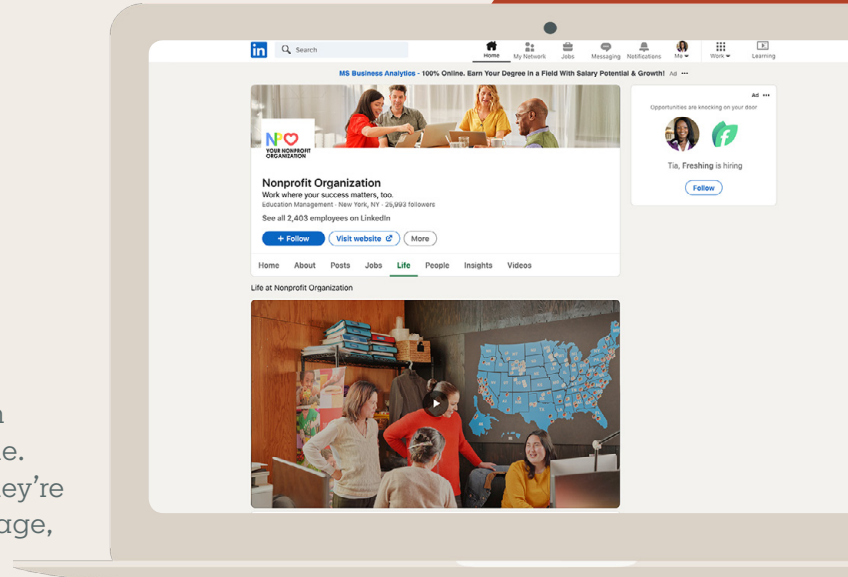 in
Search
Home
My Network
Jobs
Messaging
Notifications
Me
Work
Learning
MS Business Analytics - 100% Online. Earn Your Degree in a Field With Salary Potential & Growth! Ad •••
NP
YOUR NONPROFIT
ORGANIZATION
Nonprofit Organization
Work where your success matters, too.
Education Management · New York, NY · 25,993 followers
See all 2,403 employees on LinkedIn
+ Follow
Visit website
More
Home About Posts Jobs Life People Insights Videos
Life at Nonprofit Organization
Ad •••
Opportunities are knocking on your door
Tia, Freshing is hiring
Follow
ey're
age,